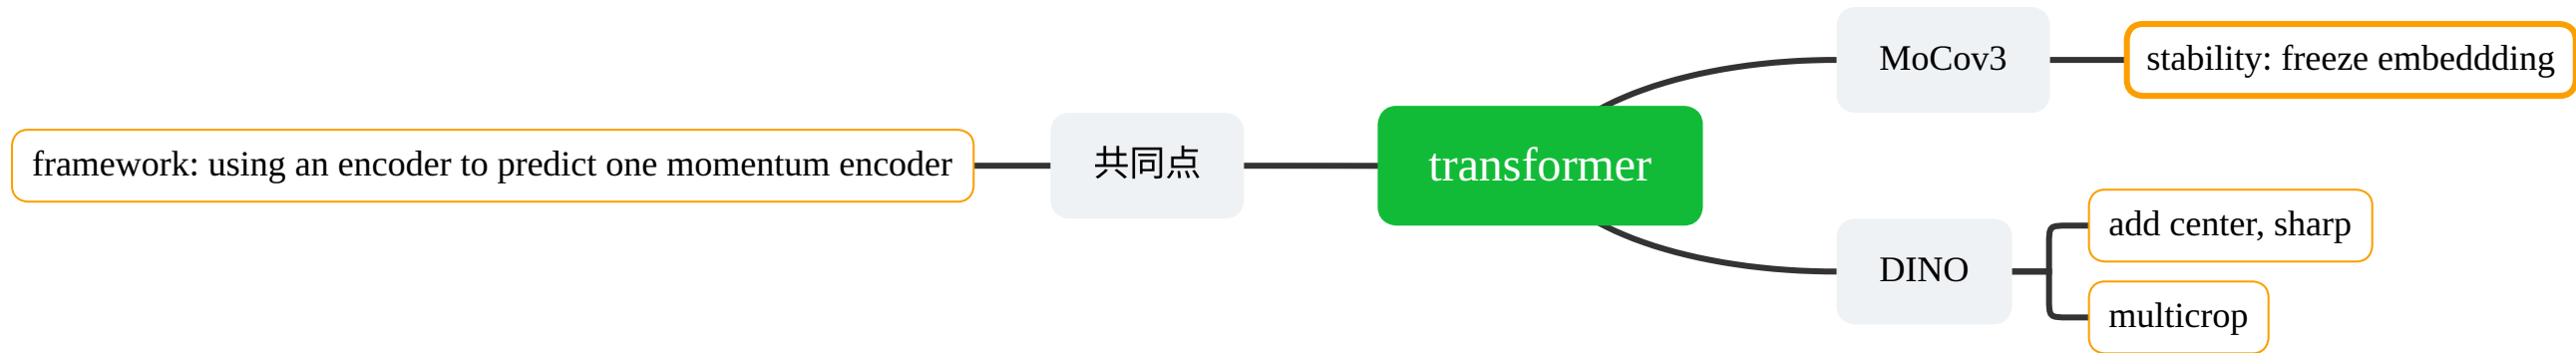 MoCov3
stability: freeze embeddding
framework: using an encoder to predict one momentum encoder
共同点
transformer
add center, sharp
DINO
multicrop